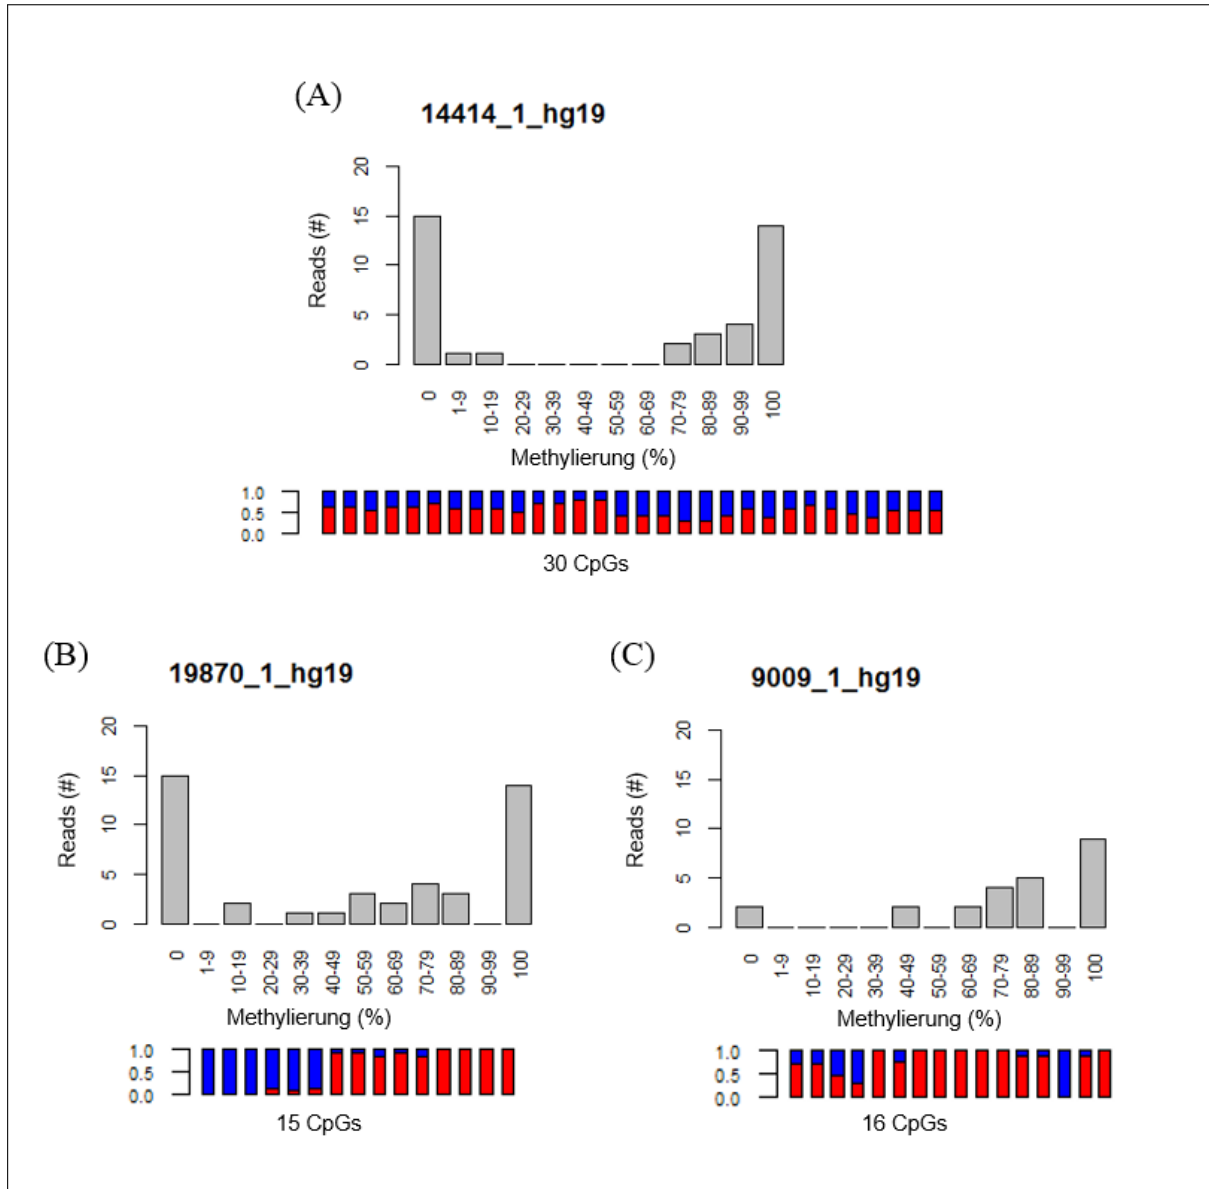 (A)
14414_1_hg19
Reads (#)
20
15
10
5
0
0 1-9 10-19 20-29 30-39 40-49 50-59 60-69 70-79 80-89 90-99 100
Methylierung (%)
1.0
0.5
0.0
30 CpGs
(B)
19870_1_hg19
Reads (#)
20
15
10
5
0
0 1-9 10-19 20-29 30-39 40-49 50-59 60-69 70-79 80-89 90-99 100
Methylierung (%)
1.0
0.5
0.0
15 CpGs
(C)
9009_1_hg19
Reads (#)
20
15
10
5
0
0 1-9 10-19 20-29 30-39 40-49 50-59 60-69 70-79 80-89 90-99 100
Methylierung (%)
1.0
0.5
0.0
16 CpGs